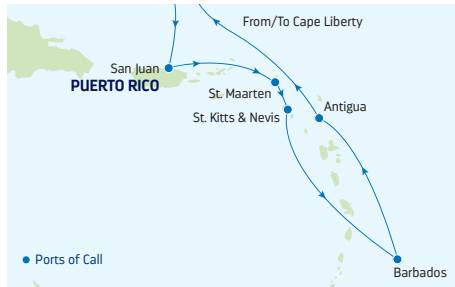 From/To Cape Liberty
San Juan
PUERTO RICO
St. Maarten
Antigua
St. Kitts & Nevis
Ports of Call
Barbados